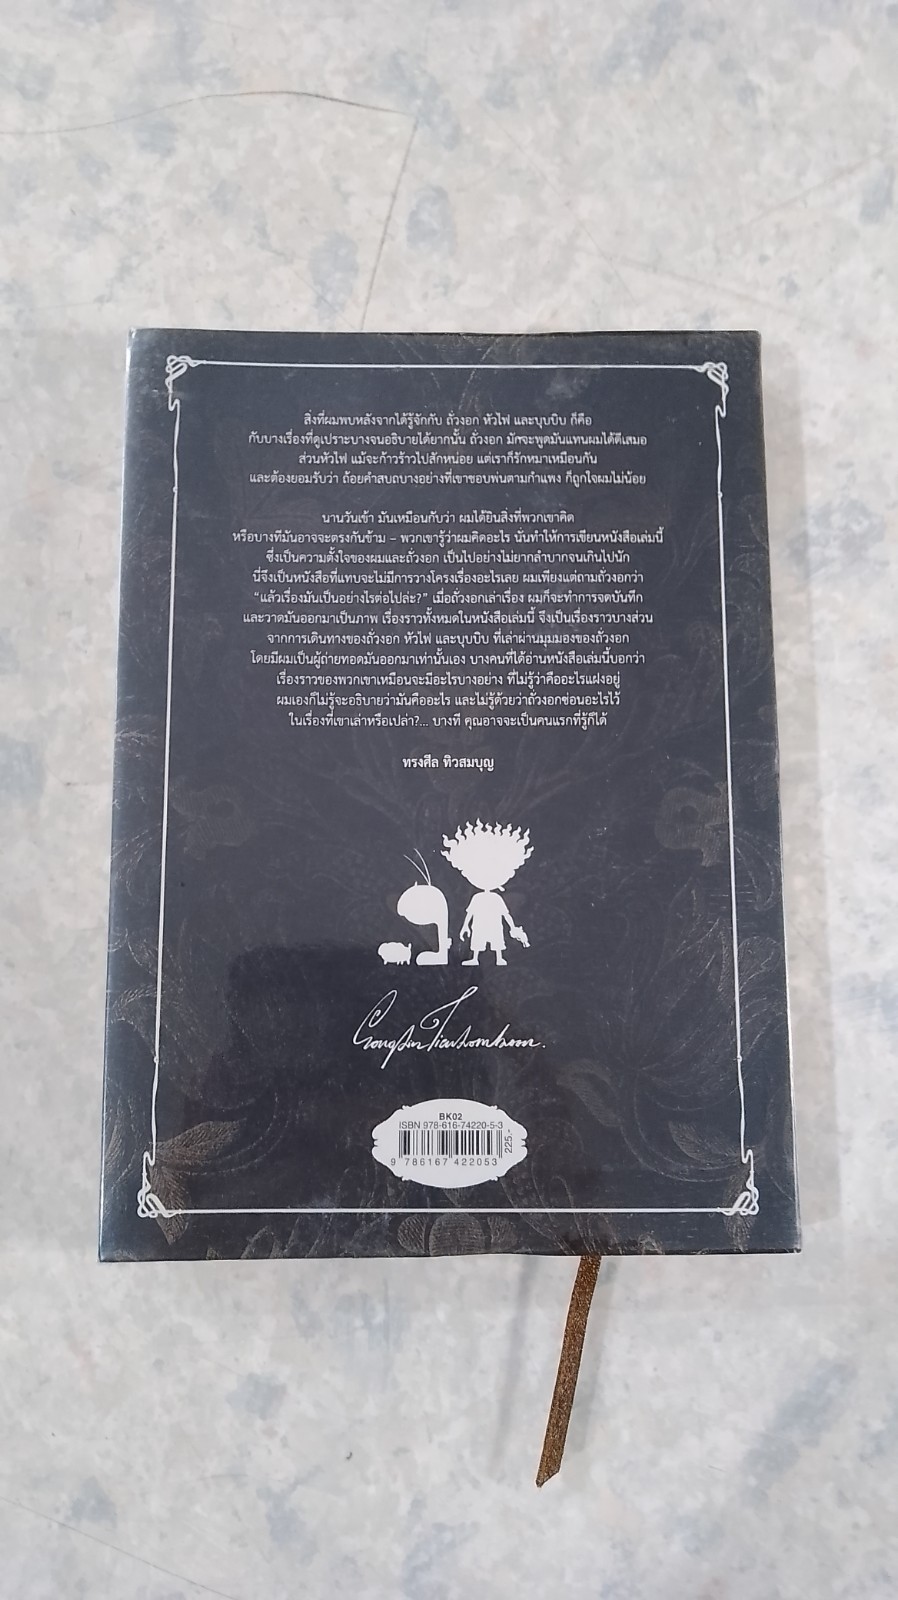 สิ่งที่ผมพบหลังจากได้รู้จักกับ ถั่วงอก หัวไฟ และบุบบิบ ก็คือ
กับบางเรื่องที่ดูเปราะบางจนอธิบายได้ยากนั้น ถั่วงอก มักจะพูดมันแทนผมได้ดีเสมอ
ส่วนหัวไฟ แม้จะก้าวร้าวไปสักหน่อย แต่เราก็รักหมาเหมือนกัน
และต้องยอมรับว่า ถ้อยคำสบถบางอย่างที่เขาชอบพ่นตามกำแพง ก็ถูกใจผมไม่น้อย
นานวันเข้า มันเหมือนกับว่า ผมได้ยินสิ่งที่พวกเขาคิด
หรือบางทีมันอาจจะตรงกันข้าม – พวกเขารู้ว่าผมคิดอะไร นั่นทำให้การเขียนหนังสือเล่มนี้
ซึ่งเป็นความตั้งใจของผมและถั่วงอก เป็นไปอย่างไม่ยากลำบากจนเกินไปนัก
นี่จึงเป็นหนังสือที่แทบจะไม่มีการวางโครงเรื่องอะไรเลย ผมเพียงแต่ถามถั่วงอกว่า
“แล้วเรื่องมันเป็นอย่างไรต่อไปล่ะ?” เมื่อถั่วงอกเล่าเรื่อง ผมก็จะทำการจดบันทึก
และวาดมันออกมาเป็นภาพ เรื่องราวทั้งหมดในหนังสือเล่มนี้ จึงเป็นเรื่องราวบางส่วน
จากการเดินทางของถั่วงอก หัวไฟ และบุบบิบ ที่เล่าผ่านมุมมองของถั่วงอก
โดยมีผมเป็นผู้ถ่ายทอดมันออกมาเท่านั้นเอง บางคนที่ได้อ่านหนังสือเล่มนี้บอกว่า
เรื่องราวของพวกเขาเหมือนจะมีอะไรบางอย่าง ที่ไม่รู้ว่าคืออะไรแฝงอยู่
ผมเองก็ไม่รู้จะอธิบายว่ามันคืออะไร และไม่รู้ด้วยว่าถั่วงอกซ่อนอะไรไว้
ในเรื่องที่เขาเล่าหรือเปล่า?... บางที คุณอาจจะเป็นคนแรกที่รู้ก็ได้
ทรงศีล ทิวสมบุญ
BK02
ISBN 978-616-74220-5-3
225.-
9 786167 422053